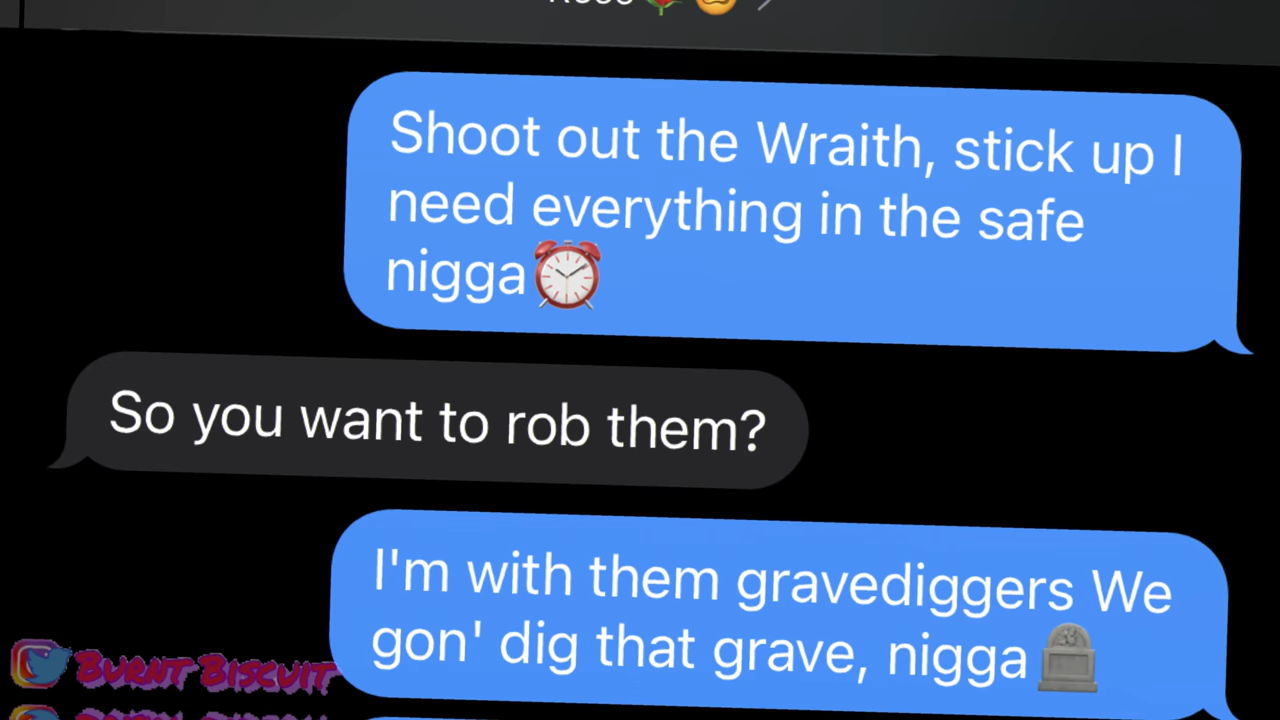 Shoot out the Wraith, stick up I
need everything in the safe
nigga
So you want to rob them?
I'm with them gravediggers We
gon' dig that grave, nigga
Burnt Biscuit